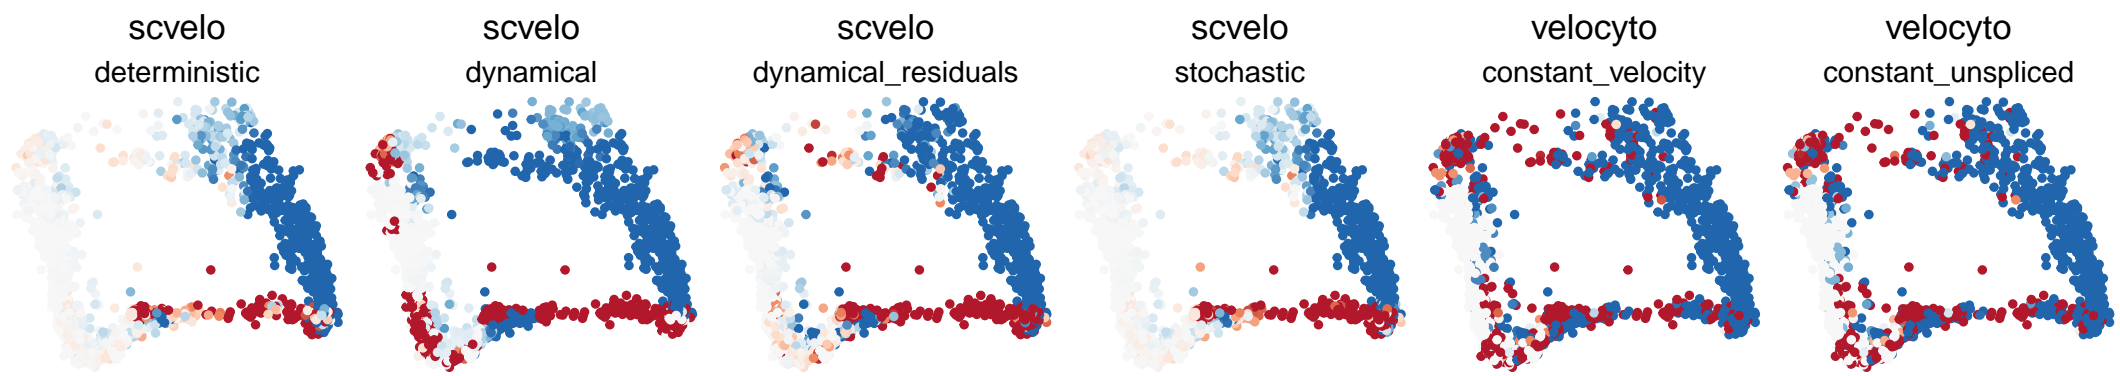 scvelo
deterministic
scvelo
dynamical
scvelo
dynamical_residuals
scvelo
stochastic
velocyto
constant_velocity
velocyto
constant_unspliced